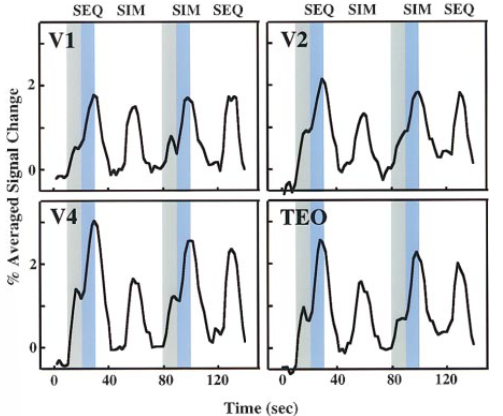 SEQ SIM SIM SEQ SEQ SIM SIM SEQ
V1 V2
2
0
% Averaged Signal Change
V4 TEO
2
0
0 40 80 120 0 40 80 120
Time (sec)